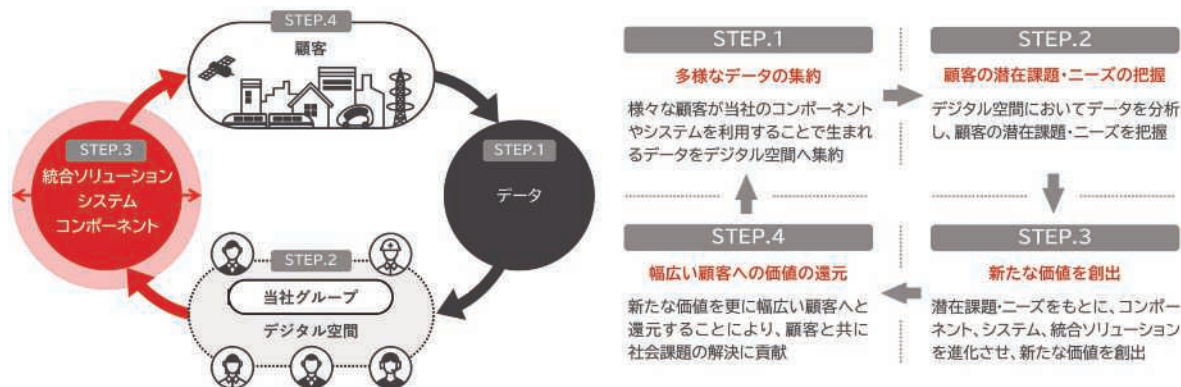 STEP.4
顧客
STEP.1
データ
STEP.2
当社グループ
デジタル空間
STEP.3
統合ソリューション
システム
コンポーネント
STEP.1
多様なデータの集約
様々な顧客が当社のコンポーネント
やシステムを利用することで生まれ
るデータをデジタル空間へ集約
STEP.2
顧客の潜在課題・ニーズの把握
デジタル空間においてデータを分析
し、顧客の潜在課題・ニーズを把握
STEP.3
新たな価値を創出
潜在課題・ニーズをもとに、コンポー
ネント、システム、統合ソリューション
を進化させ、新たな価値を創出
STEP.4
幅広い顧客への価値の還元
新たな価値を更に幅広い顧客へと
還元することにより、顧客と共に
社会課題の解決に貢献